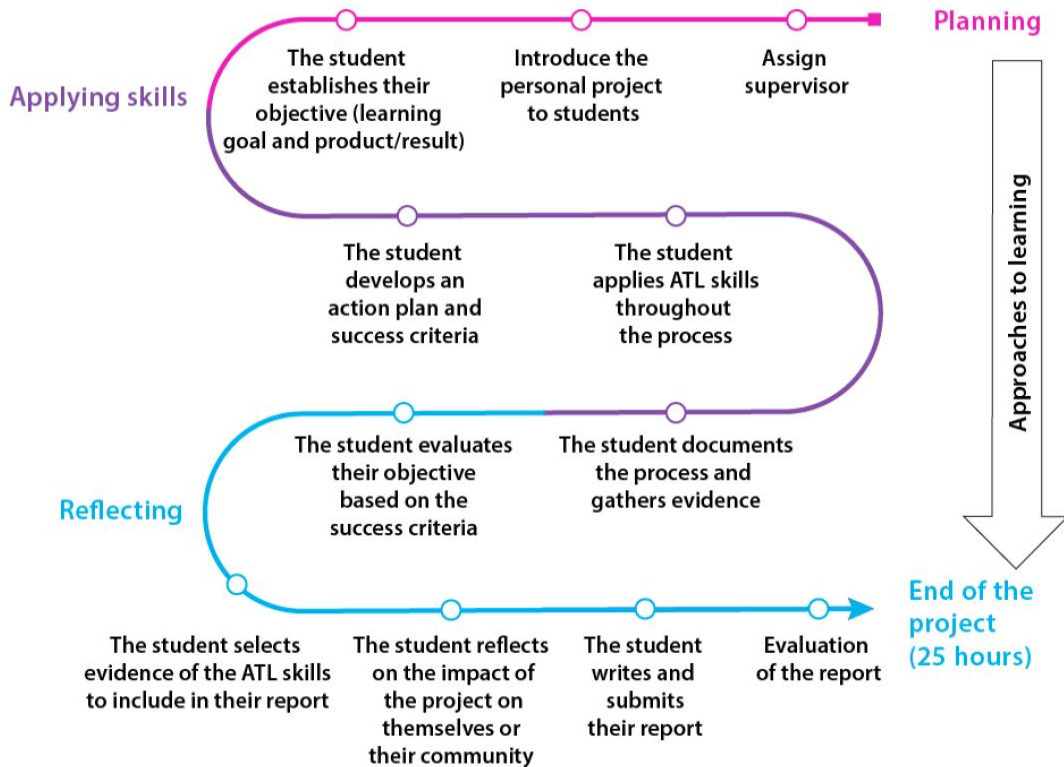 Planning
The student
establishes their
objective (learning
goal and product/result)
Introduce the
personal project
to students
Assign
supervisor
Applying skills
The student
develops an
action plan and
success criteria
The student
applies ATL skills
throughout
the process
Approaches to learning
The student evaluates
their objective
based on the
success criteria
The student documents
the process and
gathers evidence
Reflecting
The student selects
evidence of the ATL skills
to include in their report
The student reflects
on the impact of
the project on
themselves or
their community
The student
writes and
submits
their report
Evaluation
of the report
End of the
project
(25 hours)